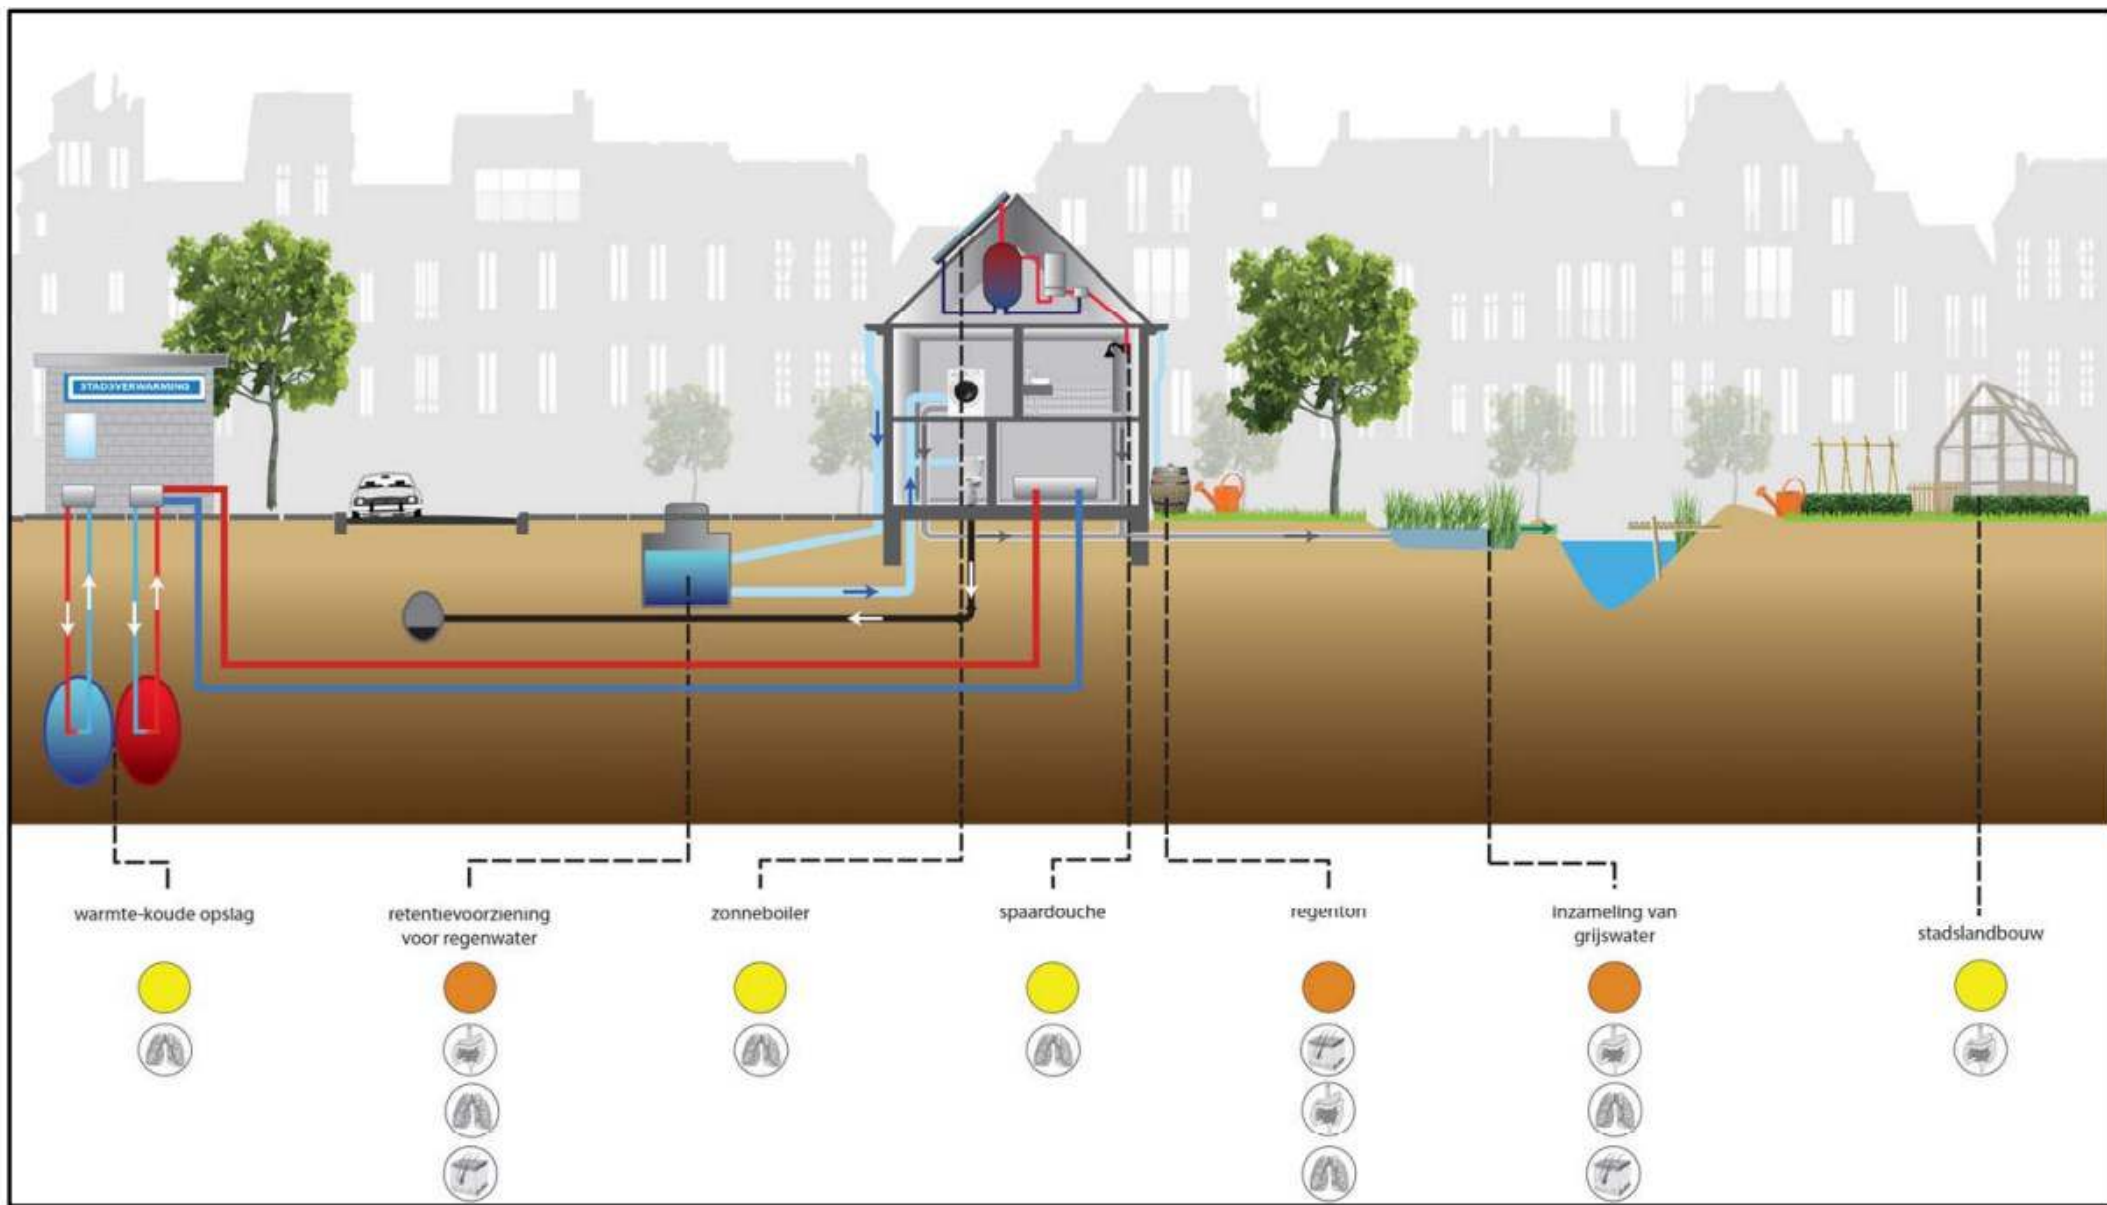 STADSVERWARMING
warmte-koude opslag
retentievoorziening
voor regenwater
zonneboiler
spaardouche
regenton
inzameling van
grijswater
stadslandbouw